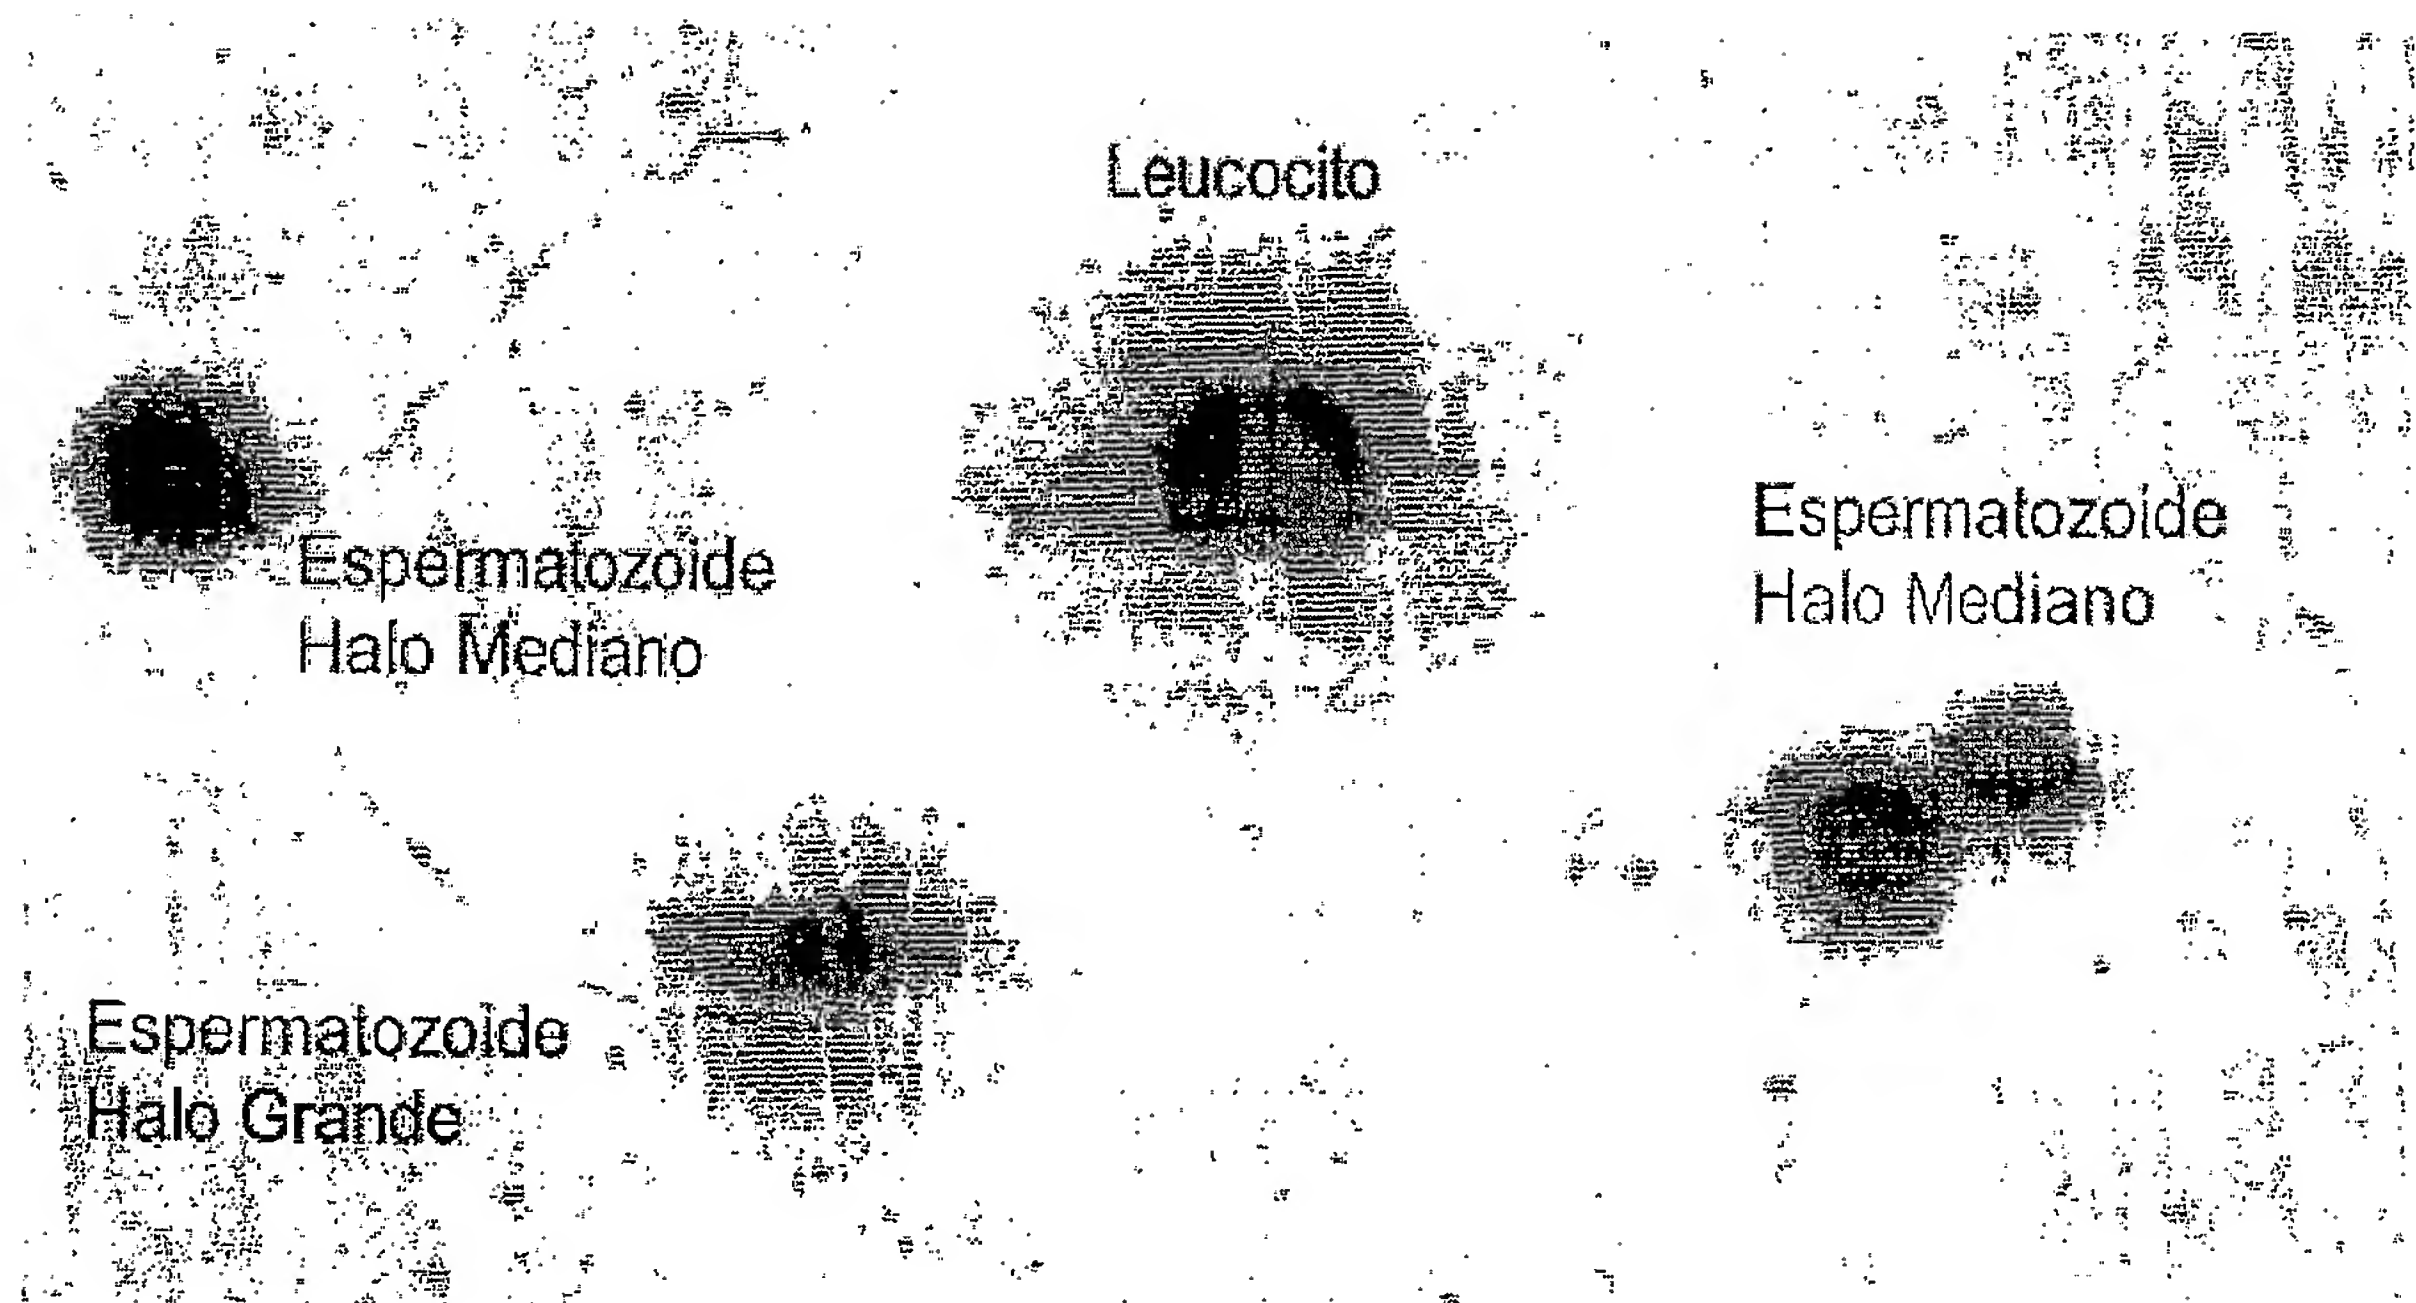 Leucocito
Espermatozoide
Halo Mediano
Espermatozoide
Halo Mediano
Espermatozoide
Halo Grande